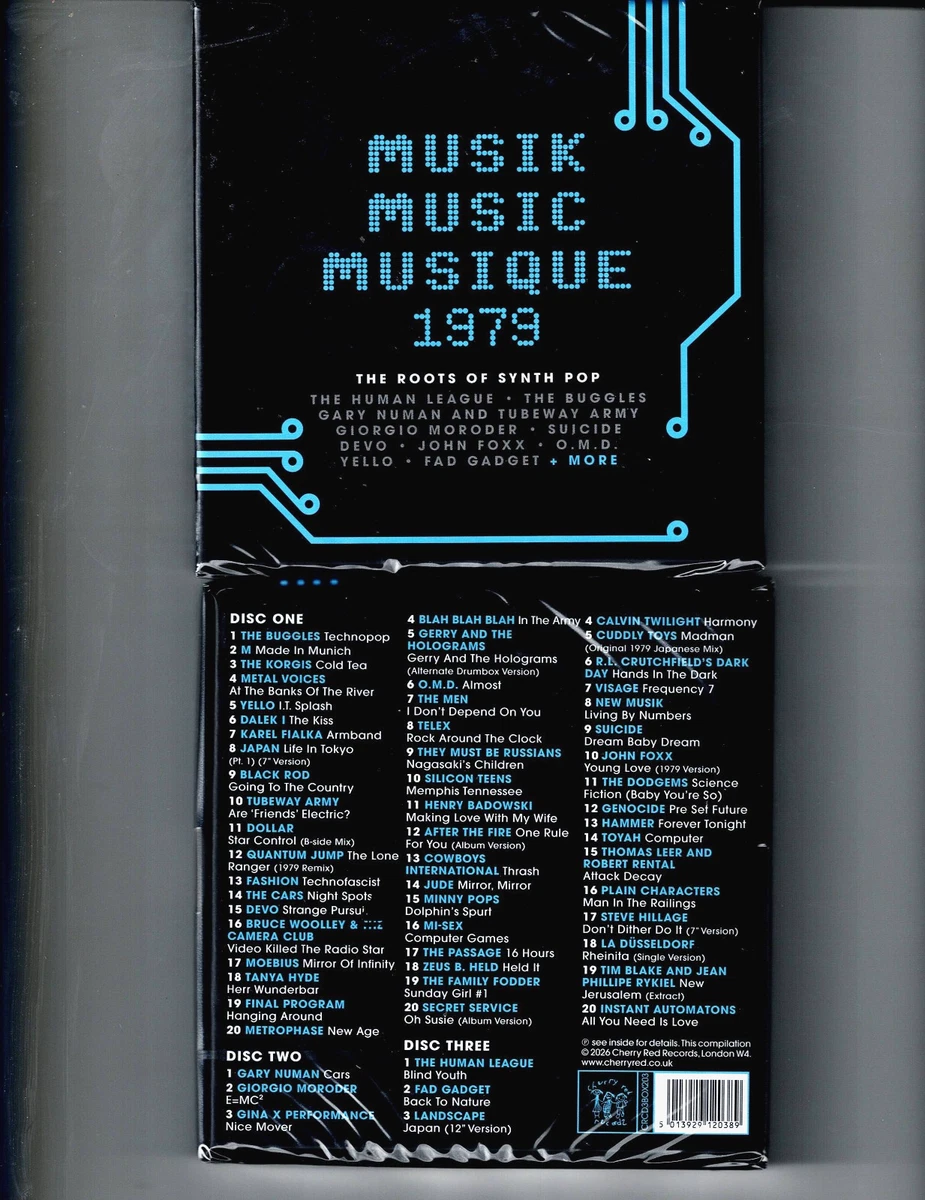 MUSIK
MUSIC
MUSIQUE
1979
THE ROOTS OF SYNTH POP
THE HUMAN LEAGUE • THE BUGGLES
GARY NUMAN AND TUBEWAY ARMY
GIORGIO MORODER • SUICIDE
DEVO • JOHN FOXX • O.M.D.
YELLO • FAD GADGET + MORE
DISC ONE
1 THE BUGGLES Technopop
2 M Made In Munich
3 THE KORGIS Cold Tea
4 METAL VOICES
At The Banks Of The River
5 YELLO I.T. Splash
6 DALEK I The Kiss
7 KAREL FIALKA Armband
8 JAPAN Life In Tokyo
(Pt. 1) (7" Version)
9 BLACK ROD
Going To The Country
10 TUBEWAY ARMY
Are 'Friends' Electric?
11 DOLLAR
Star Control (B-side Mix)
12 QUANTUM JUMP The Lone
Ranger (1979 Remix)
13 FASHION Technofascist
14 THE CARS Night Spots
15 DEVO Strange Pursuit
16 BRUCE WOOLLEY & THE
CAMERA CLUB
Video Killed The Radio Star
17 MOEBIUS Mirror Of Infinity
18 TANYA HYDE
Herr Wunderbar
19 FINAL PROGRAM
Hanging Around
20 METROPHASE New Age
DISC TWO
1 GARY NUMAN Cars
2 GIORGIO MORODER
E=MC²
3 GINA X PERFORMANCE
Nice Mover
4 BLAH BLAH BLAH In The Army
5 GERRY AND THE
HOLOGRAMS
Gerry And The Holograms
(Alternate Drumbox Version)
6 O.M.D. Almost
7 THE MEN
I Don't Depend On You
8 TELEX
Rock Around The Clock
9 THEY MUST BE RUSSIANS
Nagasaki's Children
10 SILICON TEENS
Memphis Tennessee
11 HENRY BADOWSKI
Making Love With My Wife
12 AFTER THE FIRE One Rule
For You (Album Version)
13 COWBOYS
INTERNATIONAL Thrash
14 JUDE Mirror, Mirror
15 MINNY POPS
Dolphin's Spurt
16 MI-SEX
Computer Games
17 THE PASSAGE 16 Hours
18 ZEUS B. HELD Held It
19 THE FAMILY FODDER
Sunday Girl #1
20 SECRET SERVICE
Oh Susie (Album Version)
DISC THREE
1 THE HUMAN LEAGUE
Blind Youth
2 FAD GADGET
Back To Nature
3 LANDSCAPE
Japan (12" Version)
4 CALVIN TWILIGHT Harmony
5 CUDDLY TOYS Madman
(Original 1979 Japanese Mix)
6 R.L. CRUTCHFIELD'S DARK
DAY Hands In The Dark
7 VISAGE Frequency 7
8 NEW MUSIK
Living By Numbers
9 SUICIDE
Dream Baby Dream
10 JOHN FOXX
Young Love (1979 Version)
11 THE DODGEMS Science
Fiction (Baby You're So)
12 GENOCIDE Pre Set Future
13 HAMMER Forever Tonight
14 TOYAH Computer
15 THOMAS LEER AND
ROBERT RENTAL
Attack Decay
16 PLAIN CHARACTERS
Man In The Railings
17 STEVE HILLAGE
Don't Dither Do It (7" Version)
18 LA DÜSSELDORF
Rheinita (Single Version)
19 TIM BLAKE AND JEAN
PHILLIPE RYKIEL New
Jerusalem (Extract)
20 INSTANT AUTOMATONS
All You Need Is Love
℗ see inside for details. This compilation
© 2026 Cherry Red Records, London W4.
www.cherryred.co.uk
cherry red
records
CRCD3BOX203
5 013929 120389